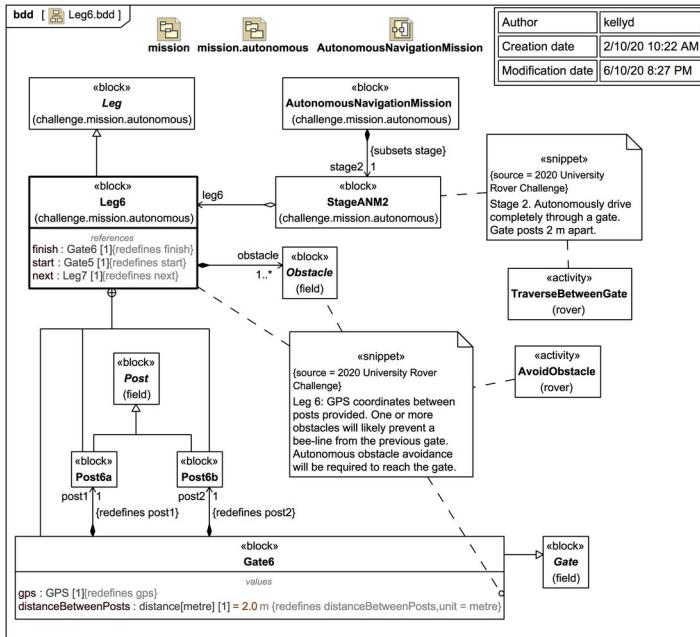 bdd [ Leg6.bdd ]
mission
mission.autonomous
AutonomousNavigationMission
Author kellyd
Creation date 2/10/20 10:22 AM
Modification date 6/10/20 8:27 PM
«block»
Leg
(challenge.mission.autonomous)
«block»
AutonomousNavigationMission
(challenge.mission.autonomous)
{subsets stage}
stage2 1
«block»
Leg6
(challenge.mission.autonomous)
references
finish : Gate6 [1]{redefines finish}
start : Gate5 [1]{redefines start}
next : Leg7 [1]{redefines next}
leg6
«block»
StageANM2
(challenge.mission.autonomous)
«snippet»
{source = 2020 University
Rover Challenge}
Stage 2. Autonomously drive
completely through a gate.
Gate posts 2 m apart.
obstacle
1..*
«block»
Obstacle
(field)
«activity»
TraverseBetweenGate
(rover)
«snippet»
{source = 2020 University Rover
Challenge}
Leg 6: GPS coordinates between
posts provided. One or more
obstacles will likely prevent a
bee-line from the previous gate.
Autonomous obstacle avoidance
will be required to reach the gate.
«activity»
AvoidObstacle
(rover)
«block»
Post
(field)
«block»
Post6a
«block»
Post6b
post1 1
{redefines post1}
post2 1
{redefines post2}
«block»
Gate6
values
gps : GPS [1]{redefines gps}
distanceBetweenPosts : distance[metre] [1] = 2.0 m {redefines distanceBetweenPosts,unit = metre}
«block»
Gate
(field)